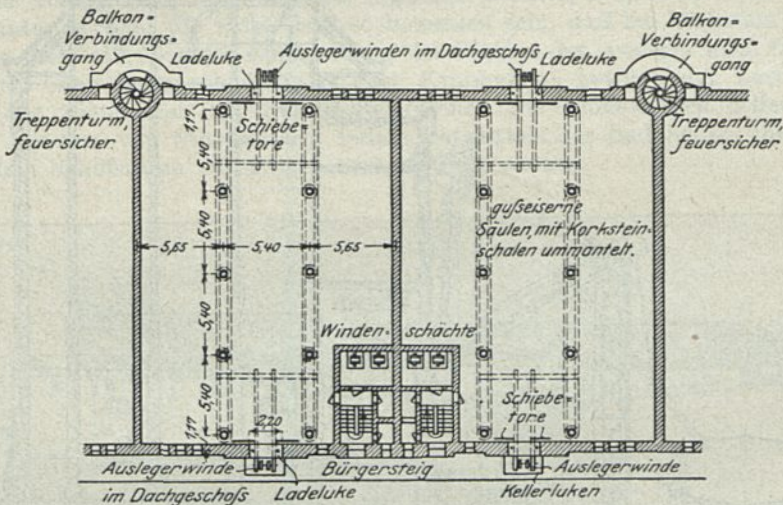 Balkon=
Verbindungs=
gang
Ladeluke
Auslegerwinden im Dachgeschoß
Ladeluke
Balkon=
Verbindungs=
gang
Treppenturm,
feuersicher.
Schiebe=
tore
Treppenturm,
feuersicher.
1,17
5,40
5,40
5,40
5,40
1,17
5,65
5,40
5,65
gußeiserne
Säulen, mit Korkstein=
schalen ummantelt.
Winden=schächte
2,20
Schiebe=
tore
Auslegerwinde
im Dachgeschoß
Ladeluke
Bürgersteig
Auslegerwinde
Kellerluken